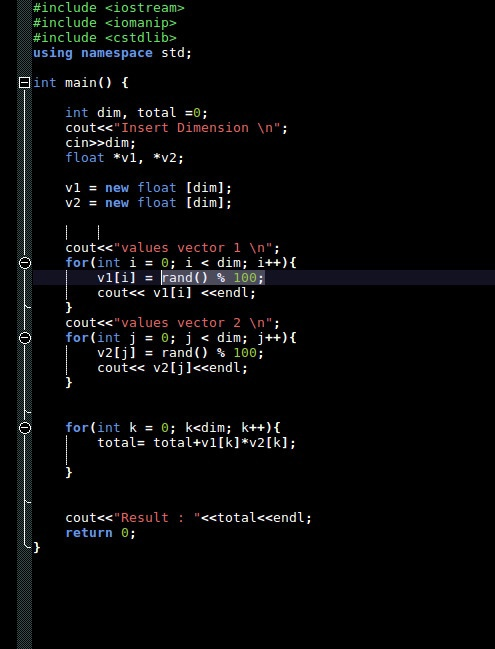 #include <iostream>
#include <iomanip>
#include <cstdlib>
using namespace std;
int main() {
int dim, total =0;
cout<<"Insert Dimension \n";
cin>>dim;
float *v1, *v2;
v1 = new float [dim];
v2 = new float [dim];
cout<<"values vector 1 \n";
for(int i = 0; i < dim; i++){
v1[i] = rand() % 100;
cout<< v1[i] <<endl;
}
cout<<"values vector 2 \n";
for(int j = 0; j < dim; j++){
v2[j] = rand() % 100;
cout<< v2[j]<<endl;
}
for(int k = 0; k<dim; k++){
total= total+v1[k]*v2[k];
}
cout<<"Result : "<<total<<endl;
return 0;
}